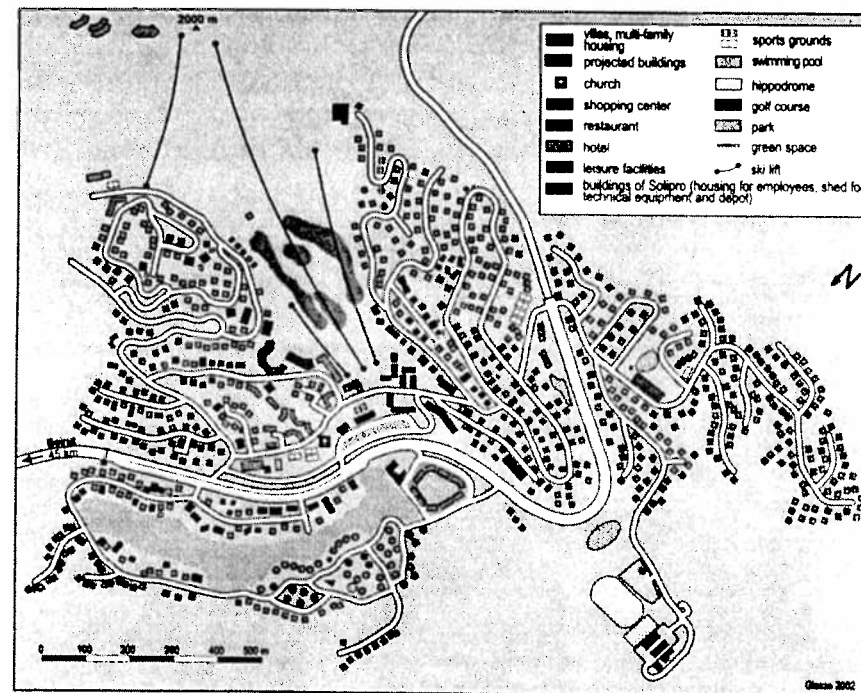 2000 m
villas, multi-family
housing
projected buildings
church
shopping center
restaurant
hotel
leisure facilities
buildings of Solipro (housing for employees, shed for
technical equipment and depot)
sports grounds
swimming pool
hippodrome
golf course
park
green space
ski lift
N
Beirut
45 km
0 100 200 300 400 500 m
2002